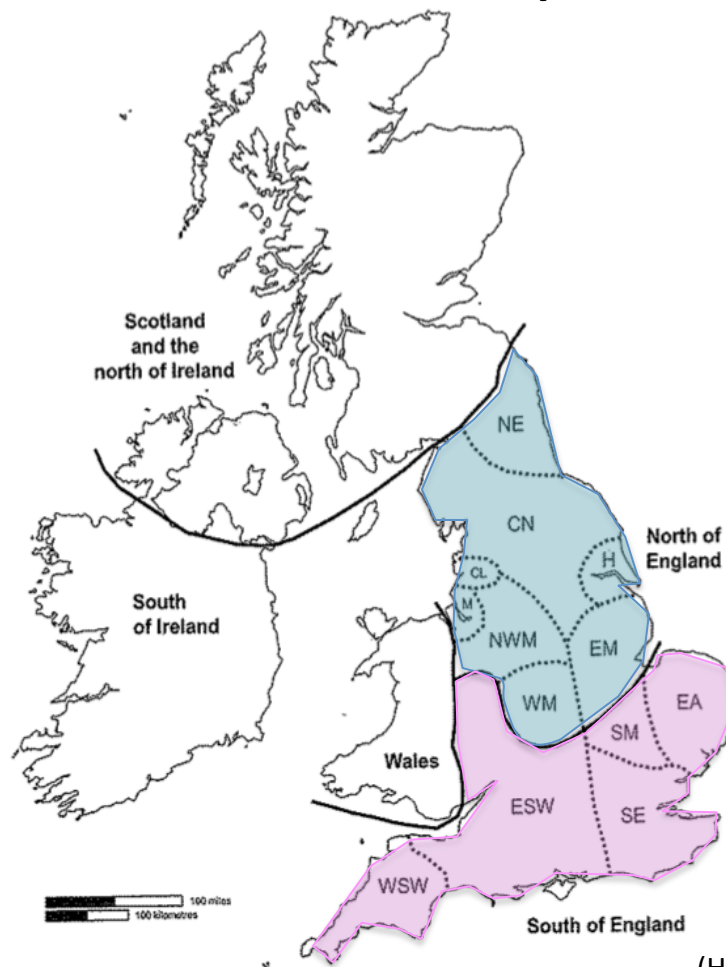 Scotland
and the
north of Ireland
NE
CN
North of
England
H
CL
M
South
of Ireland
NWM
EM
WM
EA
SM
Wales
ESW
SE
WSW
100 miles
100 kilometres
South of England
(H